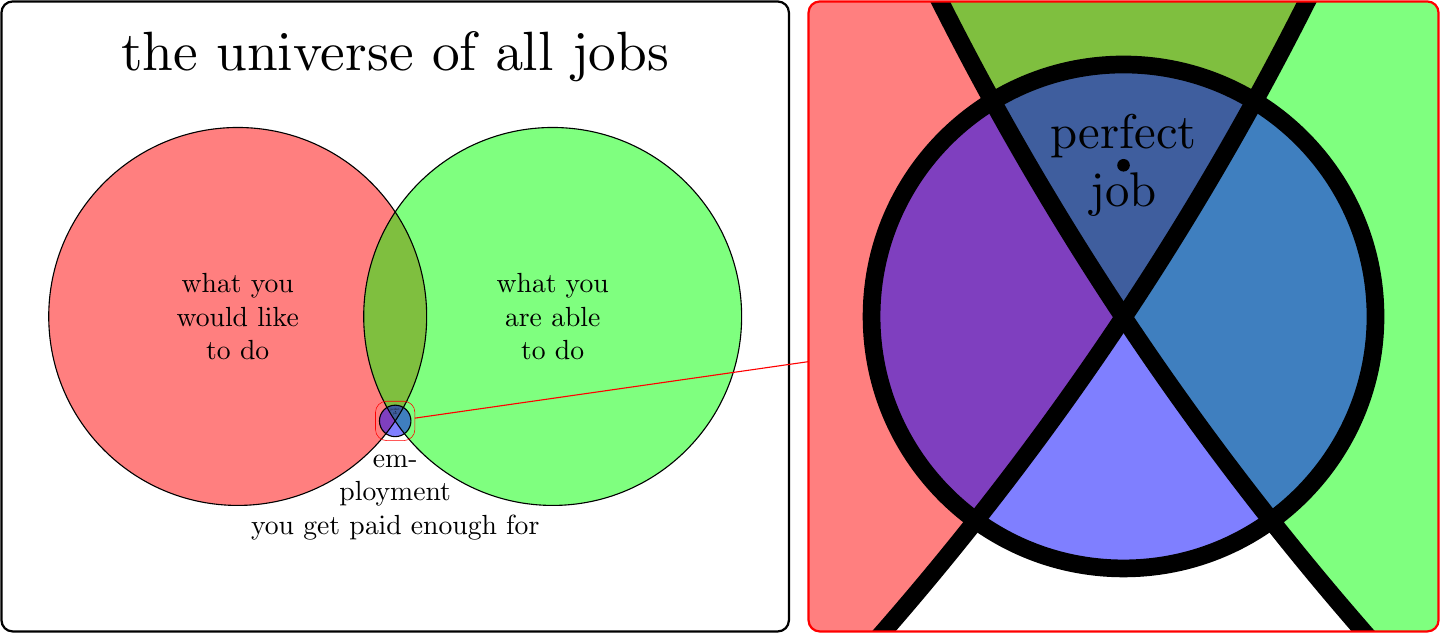 the universe of all jobs
what you
would like
to do
what you
are able
to do
em-
ployment
you get paid enough for
perfect
job